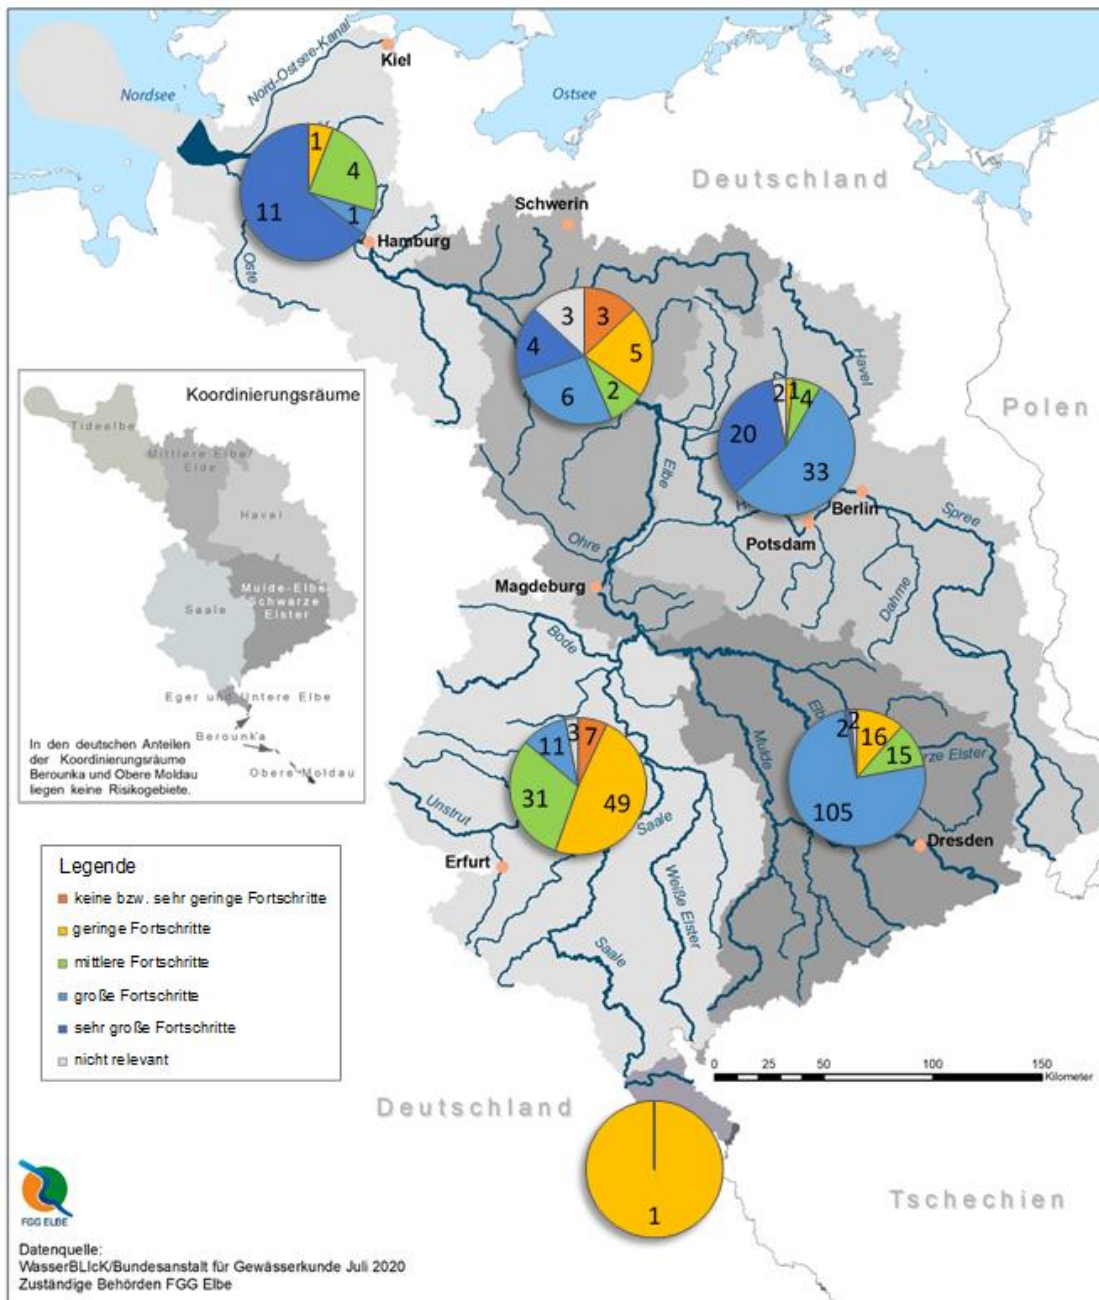 Kiel
Nord-Ostsee-Kanal
Nordsee
Ostsee
Deutschland
1
4
1
11
Schwerin
Hamburg
Oste
3
3
5
2
6
4
Havel
Polen
2
1
4
33
20
Elbe
Berlin
Potsdam
Spree
Dahme
Ohre
Magdeburg
Koordinierungsräume
Tideelbe
Mittlere Elbe/
Elde
Havel
Mulde-Elbe
Schwarze
Elster
Saale
Eger und Untere Elbe
Berounka
Obere Moldau
In den deutschen Anteilen
der Koordinierungsräume
Berounka und Obere Moldau
liegen keine Risikogebiete.
Bode
3
7
49
31
11
Saale
Unstrut
Erfurt
Weiße Elster
Saale
Mulde
Elb
2
2
16
15
105
rze Elster
Dresden
Legende
keine bzw. sehr geringe Fortschritte
geringe Fortschritte
mittlere Fortschritte
große Fortschritte
sehr große Fortschritte
nicht relevant
0 25 50 100 150
Kilometer
Deutschland
1
Tschechien
FGG ELBE
Datenquelle:
WasserBLIcK/Bundesanstalt für Gewässerkunde Juli 2020
Zuständige Behörden FGG Elbe